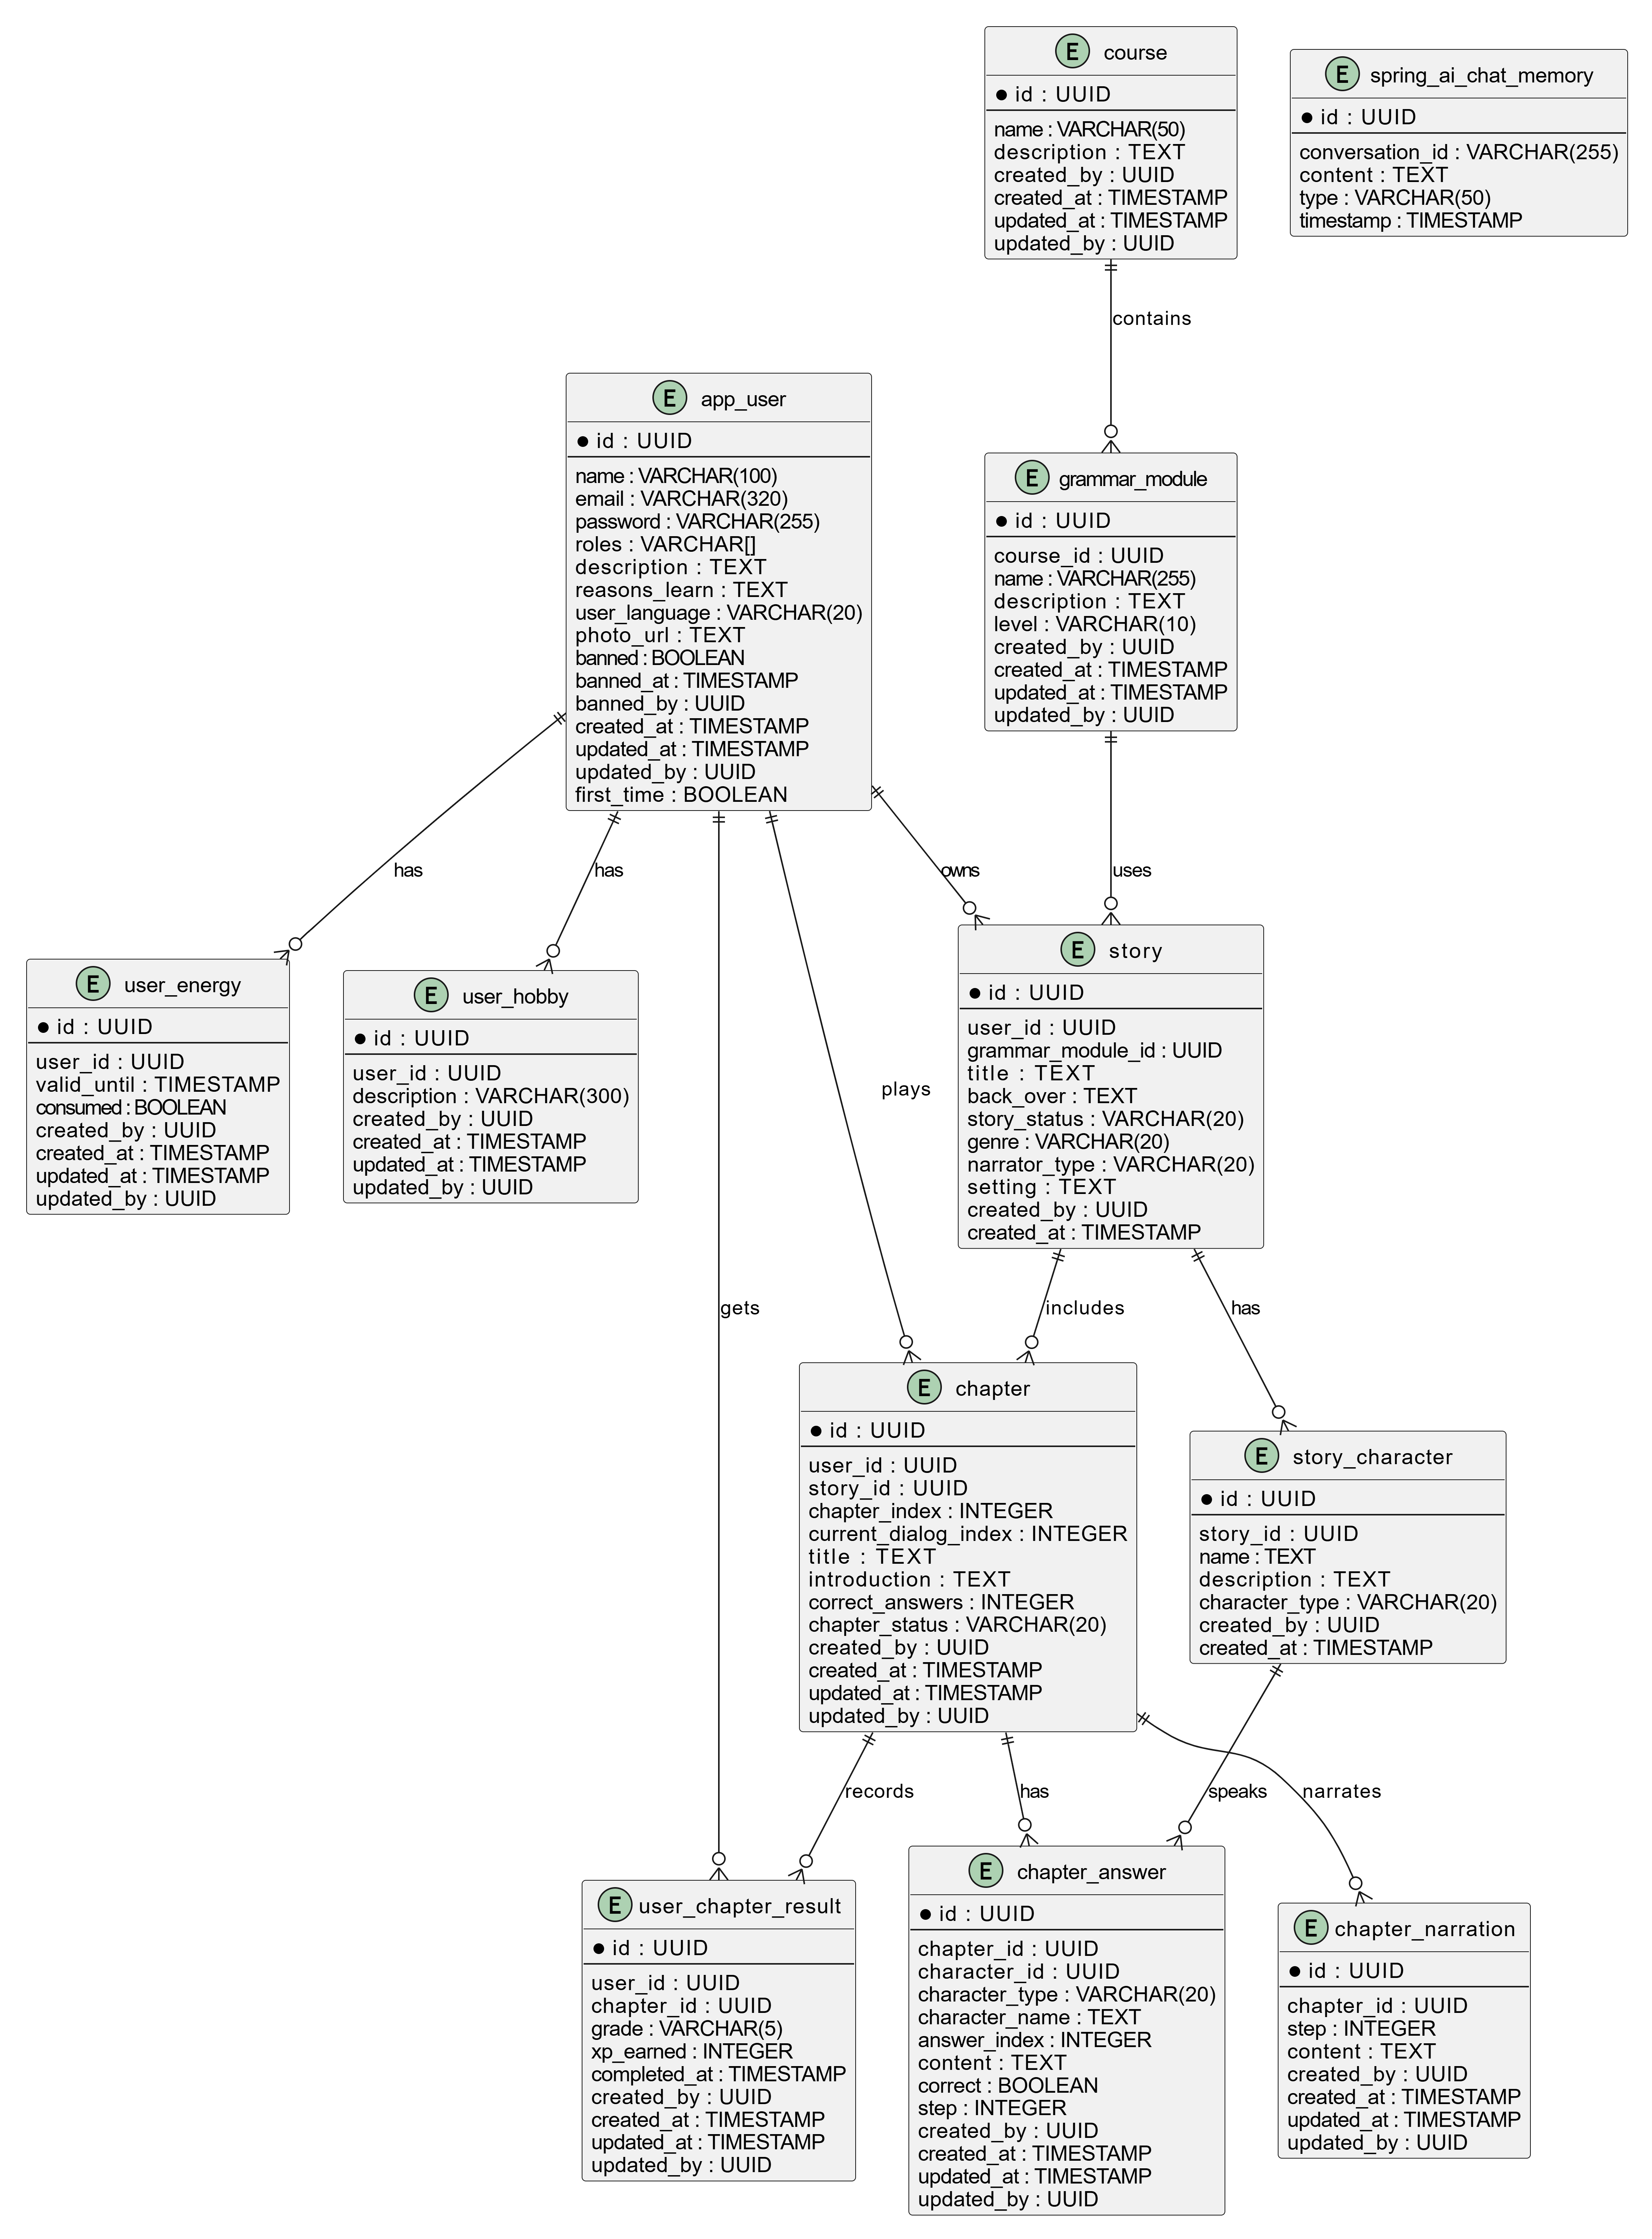 E course
● id : UUID
name : VARCHAR(50)
description : TEXT
created_by : UUID
created_at : TIMESTAMP
updated_at : TIMESTAMP
updated_by : UUID
E spring_ai_chat_memory
● id : UUID
conversation_id : VARCHAR(255)
content : TEXT
type : VARCHAR(50)
timestamp : TIMESTAMP
contains
E app_user
● id : UUID
name : VARCHAR(100)
email : VARCHAR(320)
password : VARCHAR(255)
roles : VARCHAR[]
description : TEXT
reasons_learn : TEXT
user_language : VARCHAR(20)
photo_url : TEXT
banned : BOOLEAN
banned_at : TIMESTAMP
banned_by : UUID
created_at : TIMESTAMP
updated_at : TIMESTAMP
updated_by : UUID
first_time : BOOLEAN
E grammar_module
● id : UUID
course_id : UUID
name : VARCHAR(255)
description : TEXT
level : VARCHAR(10)
created_by : UUID
created_at : TIMESTAMP
updated_at : TIMESTAMP
updated_by : UUID
has
has
owns
uses
E user_energy
● id : UUID
user_id : UUID
valid_until : TIMESTAMP
consumed : BOOLEAN
created_by : UUID
created_at : TIMESTAMP
updated_at : TIMESTAMP
updated_by : UUID
E user_hobby
● id : UUID
user_id : UUID
description : VARCHAR(300)
created_by : UUID
created_at : TIMESTAMP
updated_at : TIMESTAMP
updated_by : UUID
plays
E story
● id : UUID
user_id : UUID
grammar_module_id : UUID
title : TEXT
back_over : TEXT
story_status : VARCHAR(20)
genre : VARCHAR(20)
narrator_type : VARCHAR(20)
setting : TEXT
created_by : UUID
created_at : TIMESTAMP
gets
includes
has
E chapter
● id : UUID
user_id : UUID
story_id : UUID
chapter_index : INTEGER
current_dialog_index : INTEGER
title : TEXT
introduction : TEXT
correct_answers : INTEGER
chapter_status : VARCHAR(20)
created_by : UUID
created_at : TIMESTAMP
updated_at : TIMESTAMP
updated_by : UUID
E story_character
● id : UUID
story_id : UUID
name : TEXT
description : TEXT
character_type : VARCHAR(20)
created_by : UUID
created_at : TIMESTAMP
records
has
speaks
narrates
E user_chapter_result
● id : UUID
user_id : UUID
chapter_id : UUID
grade : VARCHAR(5)
xp_earned : INTEGER
completed_at : TIMESTAMP
created_by : UUID
created_at : TIMESTAMP
updated_at : TIMESTAMP
updated_by : UUID
E chapter_answer
● id : UUID
chapter_id : UUID
character_id : UUID
character_type : VARCHAR(20)
character_name : TEXT
answer_index : INTEGER
content : TEXT
correct : BOOLEAN
step : INTEGER
created_by : UUID
created_at : TIMESTAMP
updated_at : TIMESTAMP
updated_by : UUID
E chapter_narration
● id : UUID
chapter_id : UUID
step : INTEGER
content : TEXT
created_by : UUID
created_at : TIMESTAMP
updated_at : TIMESTAMP
updated_by : UUID